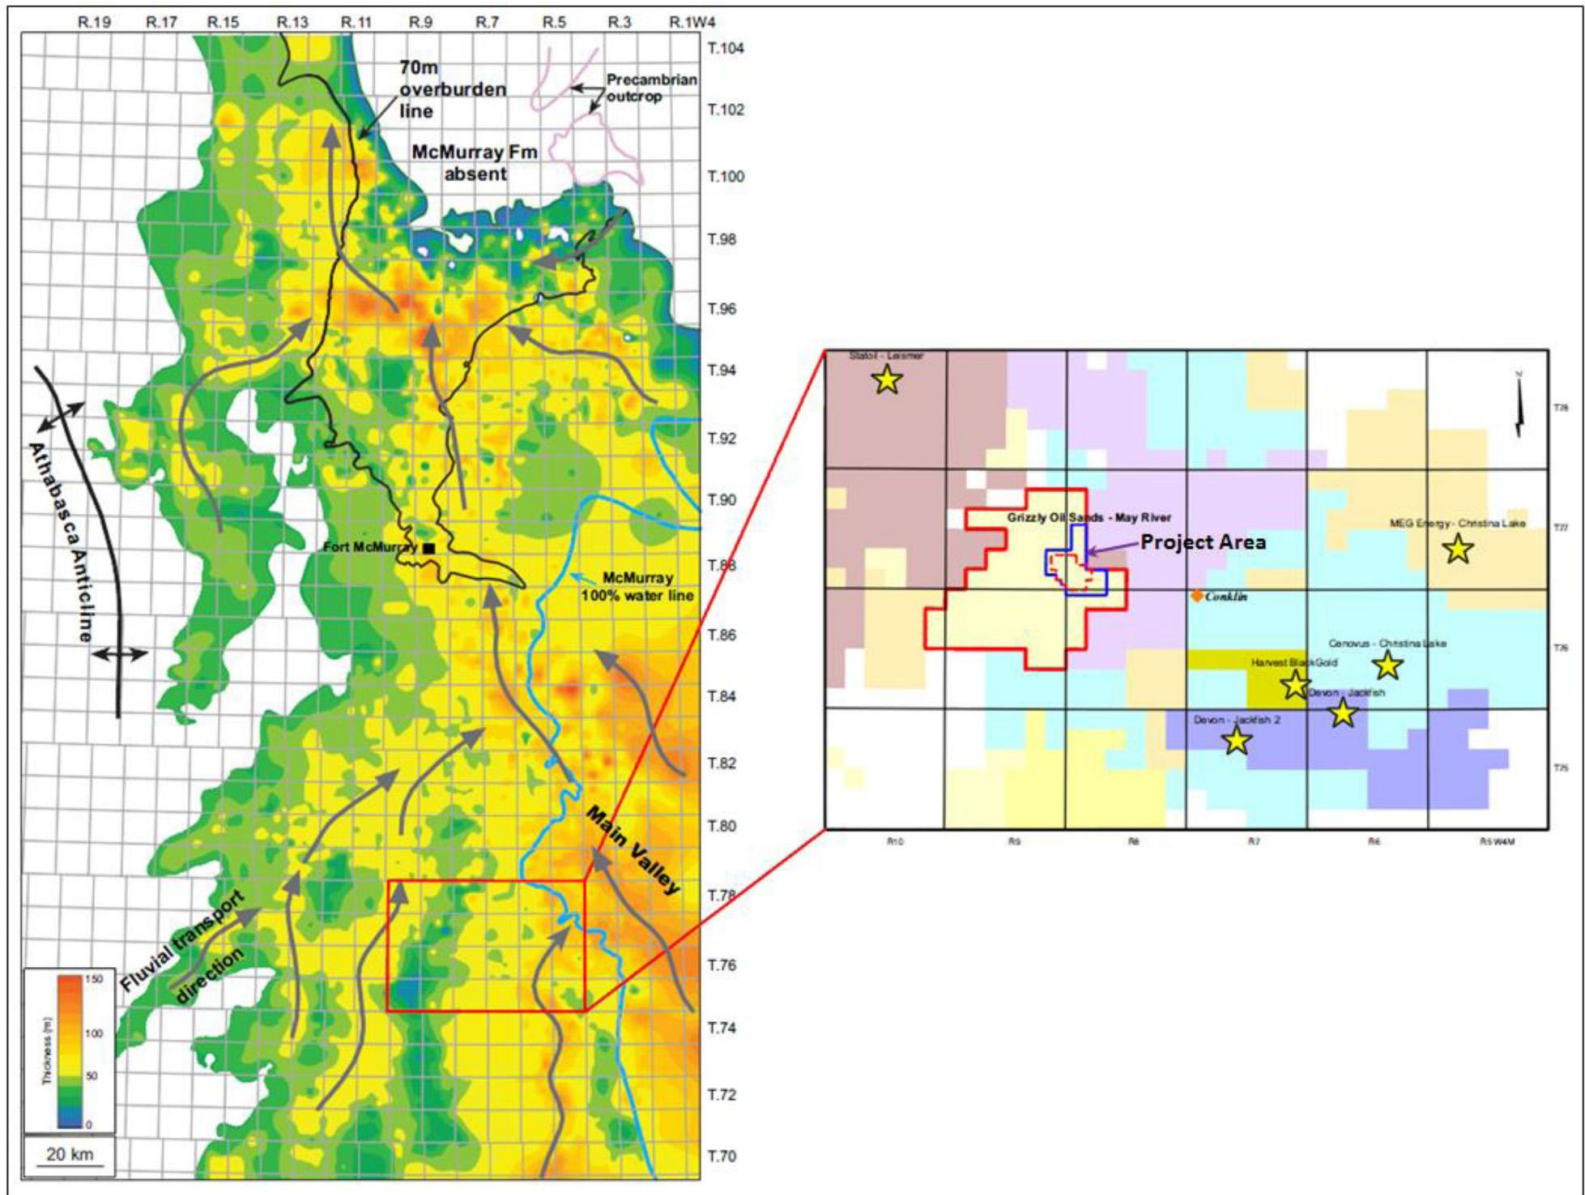 R.19 R.17 R.15 R.13 R.11 R.9 R.7 R.5 R.3 R.1W4
T.104
70m
overburden
line
Precambrian
outcrop
T.102
McMurray Fm
absent
T.100
T.98
T.96
T.94
T.92
Athabasca Anticline
T.90
Fort McMurray
T.88
McMurray
100% water line
T.86
T.84
T.82
Main Valley
T.80
T.78
Fluvial transport
direction
T.76
T.74
T.72
T.70
Thickness (m)
150
100
50
0
20 km
Statoil - Leismer
N
T78
Grizzly Oil Sands - May River
MEG Energy - Christina Lake
T77
Project Area
Conklin
Cenovus - Christina Lake
T76
Harvest BlackGold
Devon - Jackfish
Devon - Jackfish 2
T75
R10 R9 R8 R7 R6 R5W4M